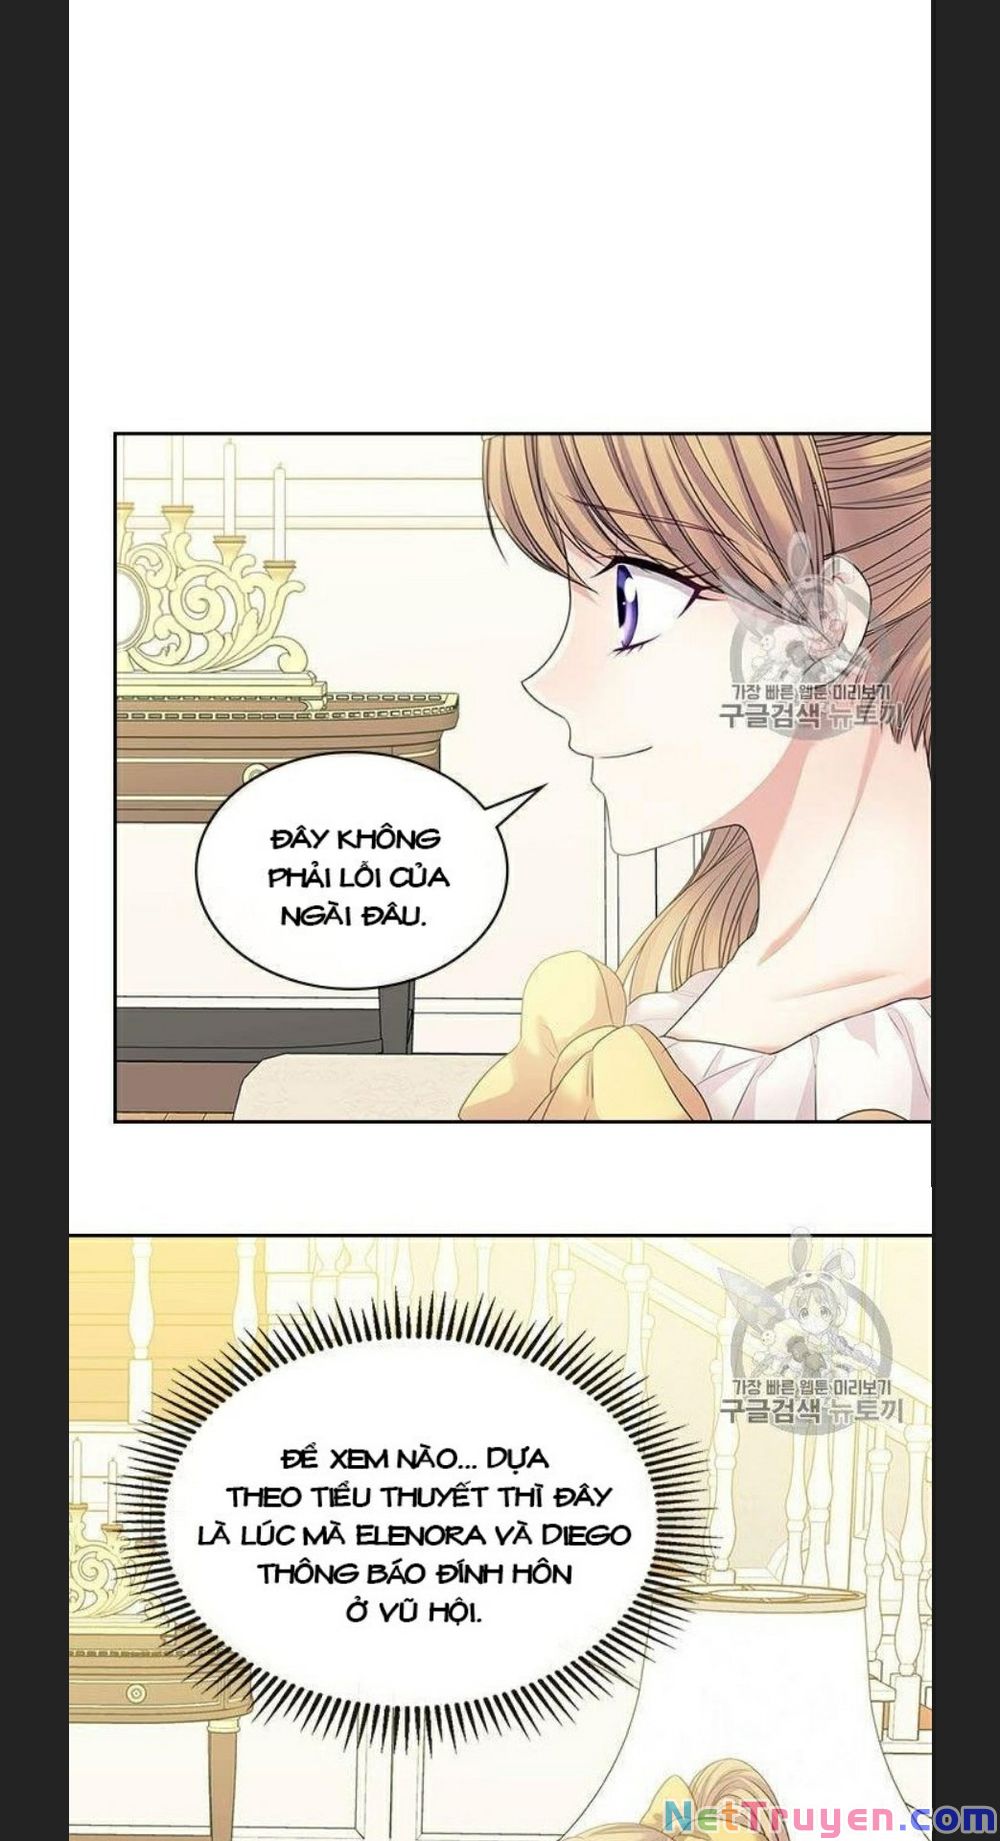 가장 빠른 웹툰 미리보기
구글검색 뉴토끼
ĐÂY KHÔNG
PHẢI LỖI CỦA
NGÀI ĐÂU.
가장 빠른 웹툰 미리보기
구글검색 뉴토끼
ĐỂ XEM NÀO... DỰA
THEO TIỂU THUYẾT THÌ ĐÂY
LÀ LÚC MÀ ELENORA VÀ DIEGO
THÔNG BÁO ĐÍNH HÔN
Ở VŨ HỘI.
NetTruyen.com